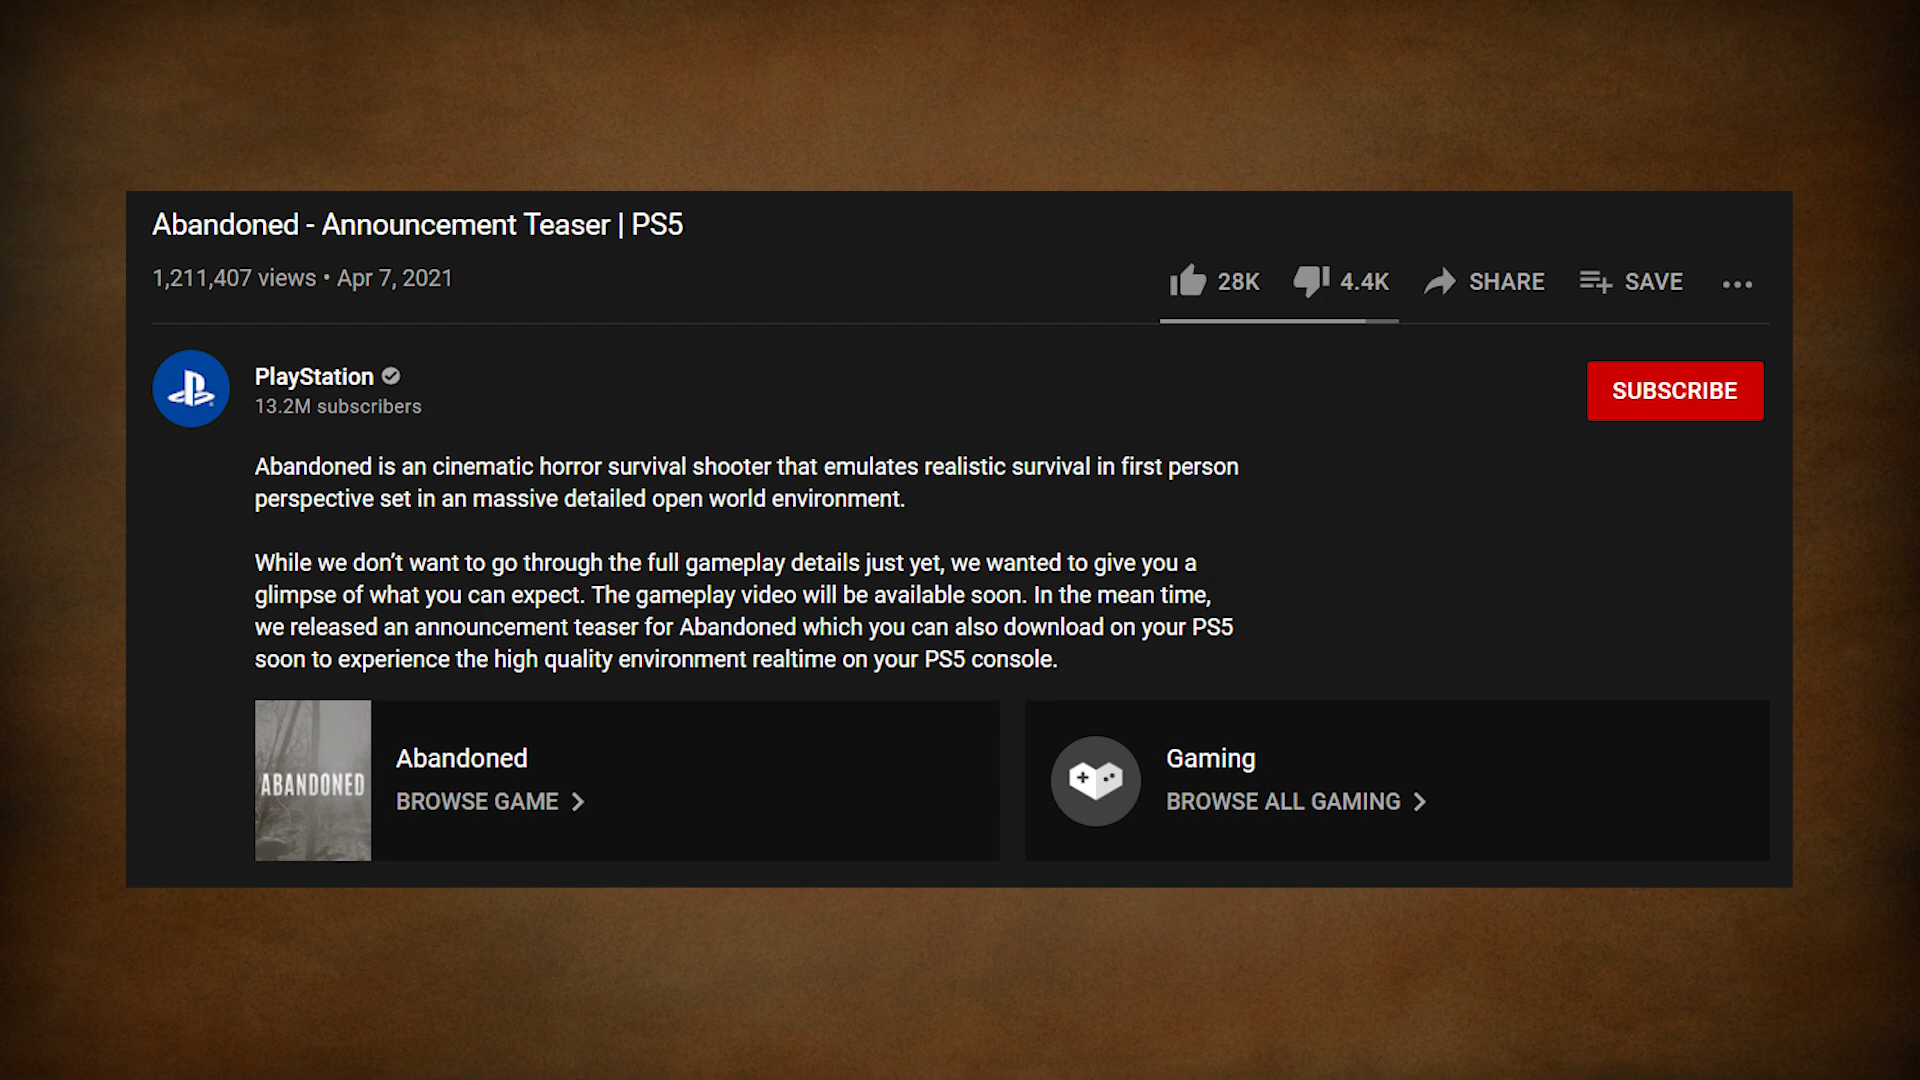 Abandoned - Announcement Teaser | PS5
1,211,407 views • Apr 7, 2021
28K 4.4K SHARE SAVE
PlayStation
13.2M subscribers
SUBSCRIBE
Abandoned is an cinematic horror survival shooter that emulates realistic survival in first person
perspective set in an massive detailed open world environment.
While we don’t want to go through the full gameplay details just yet, we wanted to give you a
glimpse of what you can expect. The gameplay video will be available soon. In the mean time,
we released an announcement teaser for Abandoned which you can also download on your PS5
soon to experience the high quality environment realtime on your PS5 console.
ABANDONED
Abandoned
BROWSE GAME
Gaming
BROWSE ALL GAMING